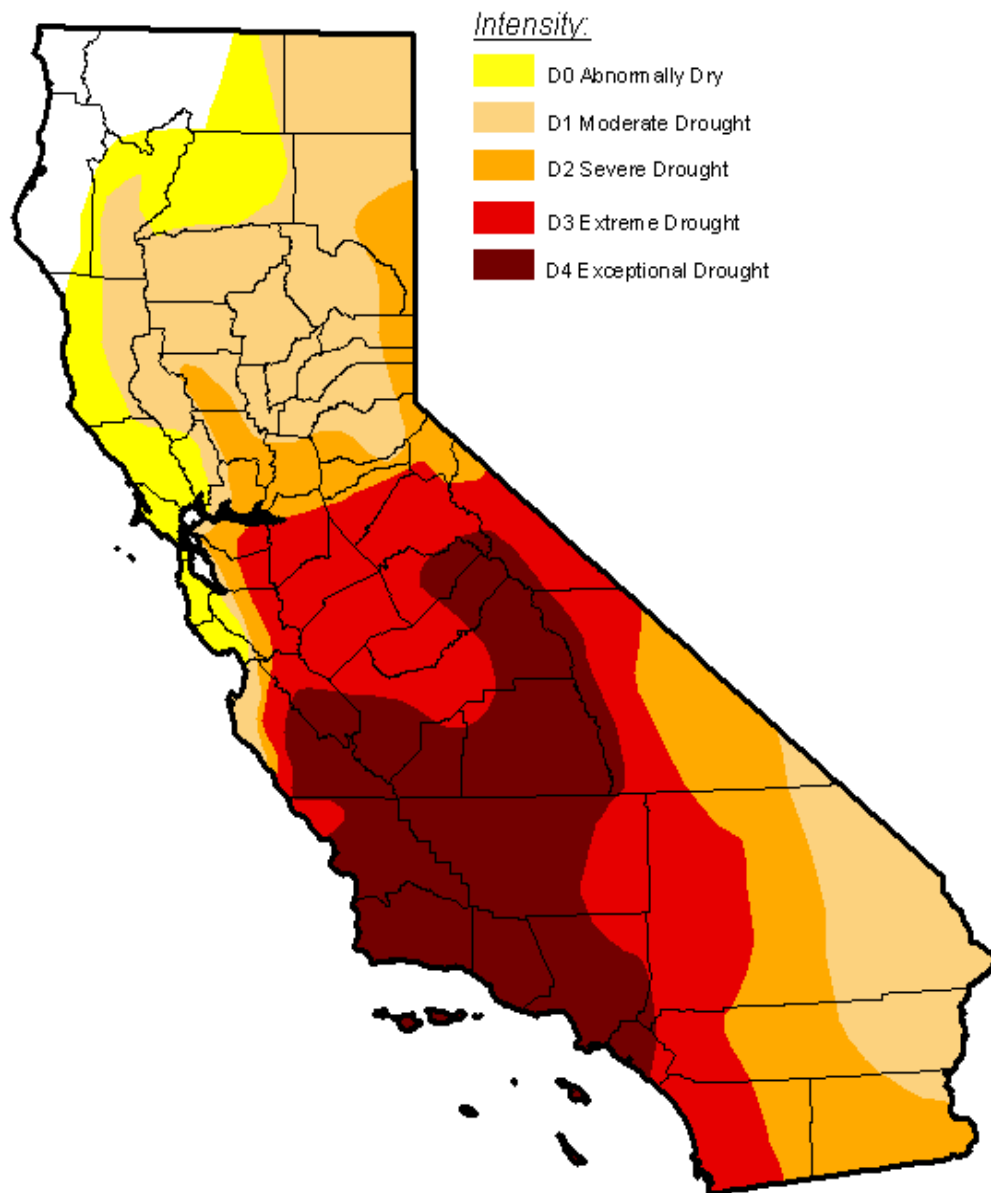 Intensity:
D0 Abnormally Dry
D1 Moderate Drought
D2 Severe Drought
D3 Extreme Drought
D4 Exceptional Drought